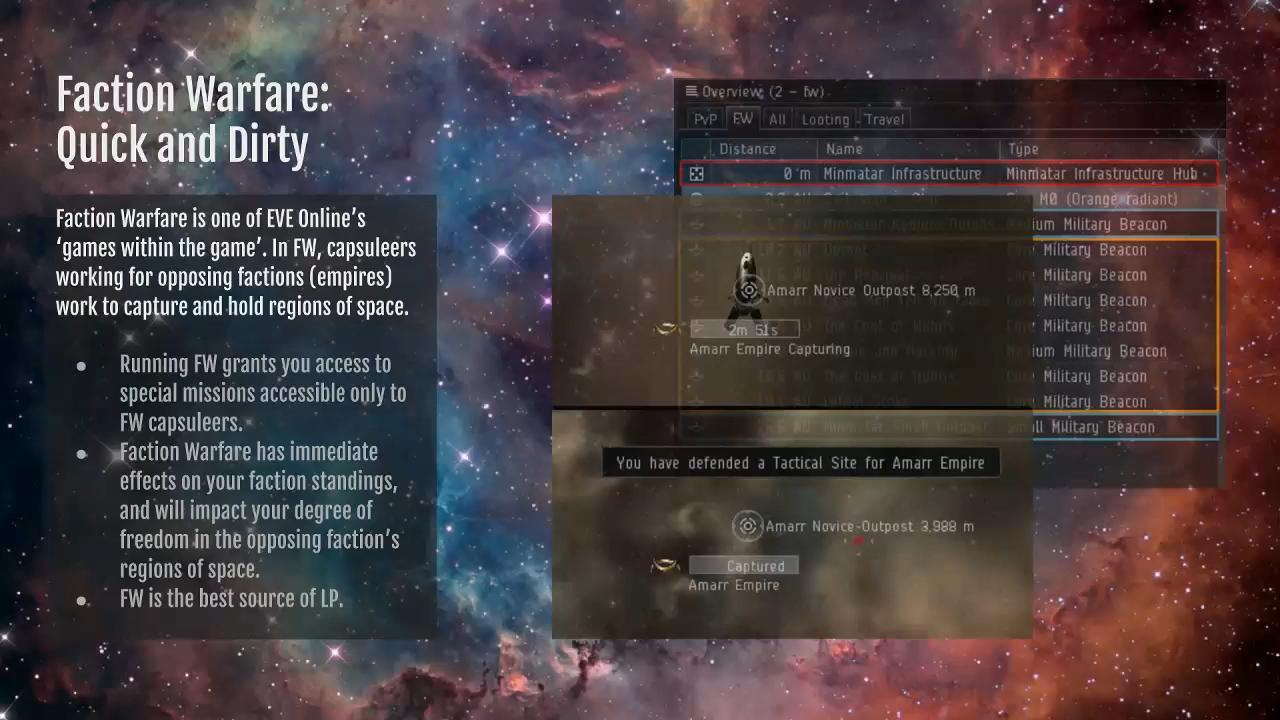 Faction Warfare:
Quick and Dirty
Faction Warfare is one of EVE Online’s
‘games within the game’. In FW, capsuleers
working for opposing factions (empires)
work to capture and hold regions of space.
● Running FW grants you access to
special missions accessible only to
FW capsuleers.
● Faction Warfare has immediate
effects on your faction standings,
and will impact your degree of
freedom in the opposing faction’s
regions of space.
● FW is the best source of LP.
Overview (2 - fw)
PvP FW All Looting Travel
Distance Name Type
0 m Minmatar Infrastructure Minmatar Infrastructure Hub
M0 (Orange radiant)
Military Beacon
Military Beacon
Military Beacon
Military Beacon
Military Beacon
Military Beacon
Military Beacon
Military Beacon
Military Beacon
Amarr Novice Outpost 8,250 m
2m 51s
Amarr Empire Capturing
You have defended a Tactical Site for Amarr Empire
Amarr Novice Outpost 3,988 m
Captured
Amarr Empire